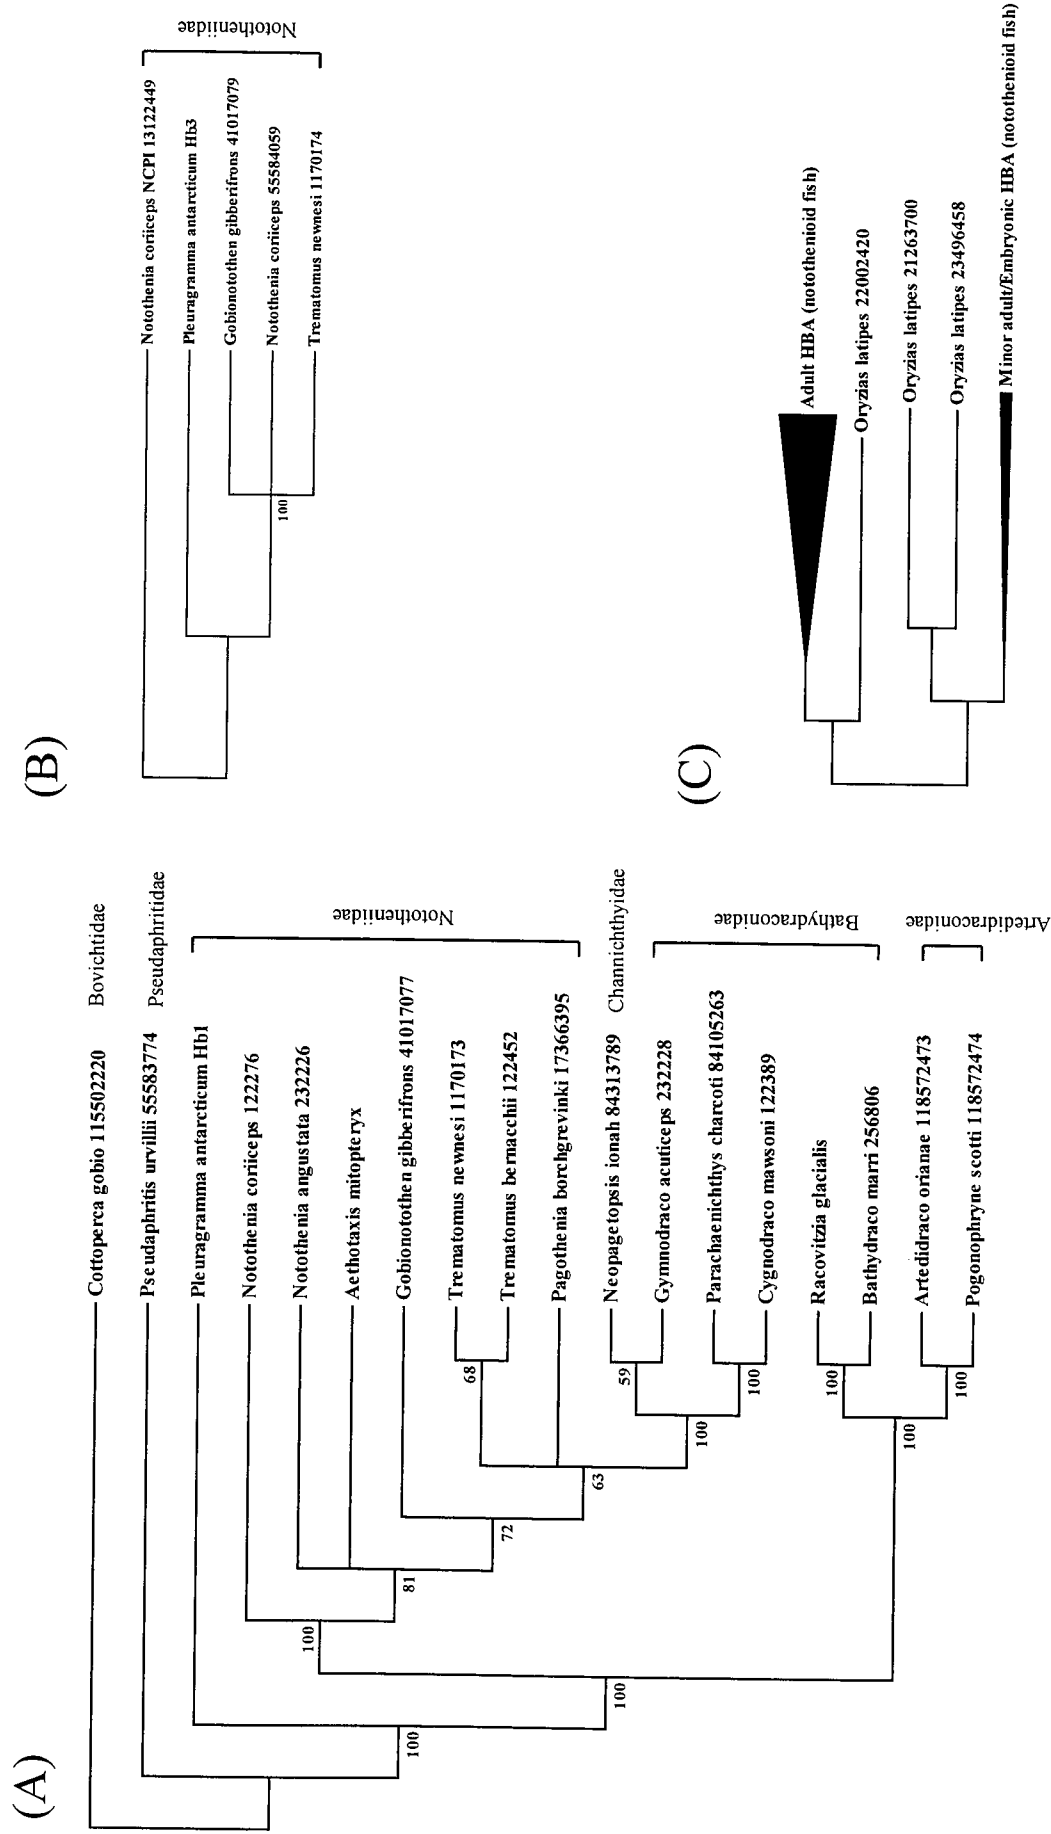 (A)
Cottoperca gobio 115502220
Bovichtidae
Pseudaphritis urvillii 55583774
Pseudaphritidae
Pleuragramma antarcticum Hb1
Notothenia coriiceps 122276
Notothenia angustata 232226
Aethotaxis mitopteryx
Gobionotothen gibberifrons 41017077
Trematomus newnesi 1170173
Trematomus bernacchii 122452
Pagothenia borchgrevinki 17366395
Nototheniidae
Neopagetopsis ionah 84313789
Channichthyidae
Gymnodraco acuticeps 232228
Parachaenichthys charcoti 84105263
Cygnodraco mawsoni 122389
Racovitzia glacialis
Bathydraco marri 256806
Bathydraconidae
Artedidraco orianae 118572473
Pogonophryne scotti 118572474
Artedidraconidae
100
100
100
81
72
63
68
59
100
100
100
100
100
(B)
Notothenia coriiceps NCPI 13122449
Pleuragramma antarcticum Hb3
Gobionotothen gibberifrons 41017079
Notothenia coriiceps 55584059
Trematomus newnesi 1170174
Nototheniidae
100
(C)
Adult HBA (notothenioid fish)
Oryzias latipes 22002420
Oryzias latipes 21263700
Oryzias latipes 23496458
Minor adult/Embryonic HBA (notothenioid fish)